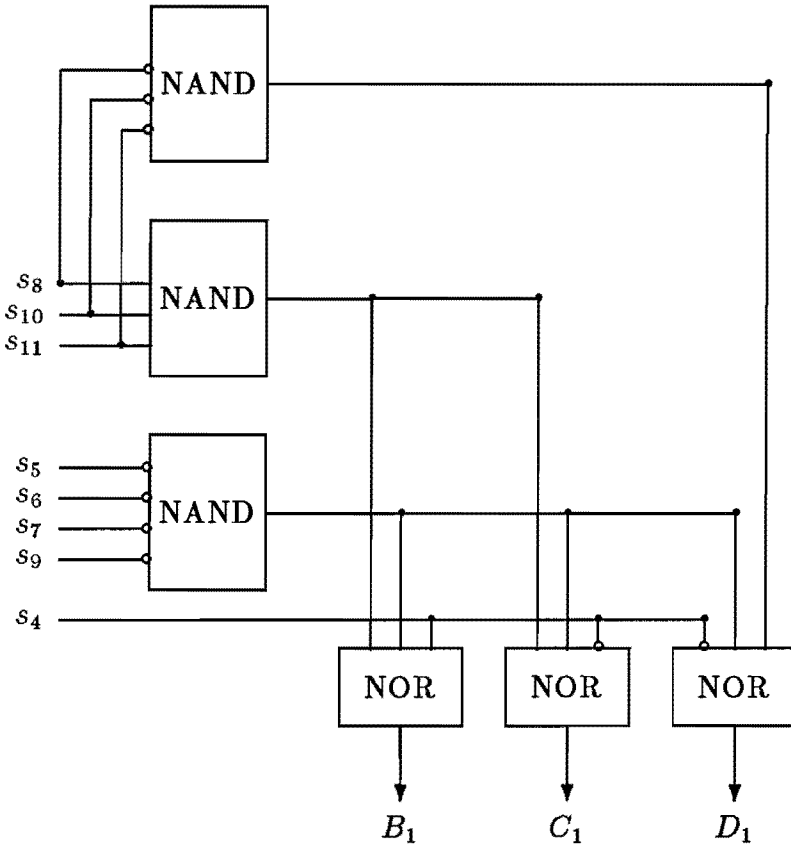 NAND
s₈
NAND
s₁₀
s₁₁
s₅
s₆
NAND
s₇
s₉
s₄
NOR NOR NOR
B₁ C₁ D₁